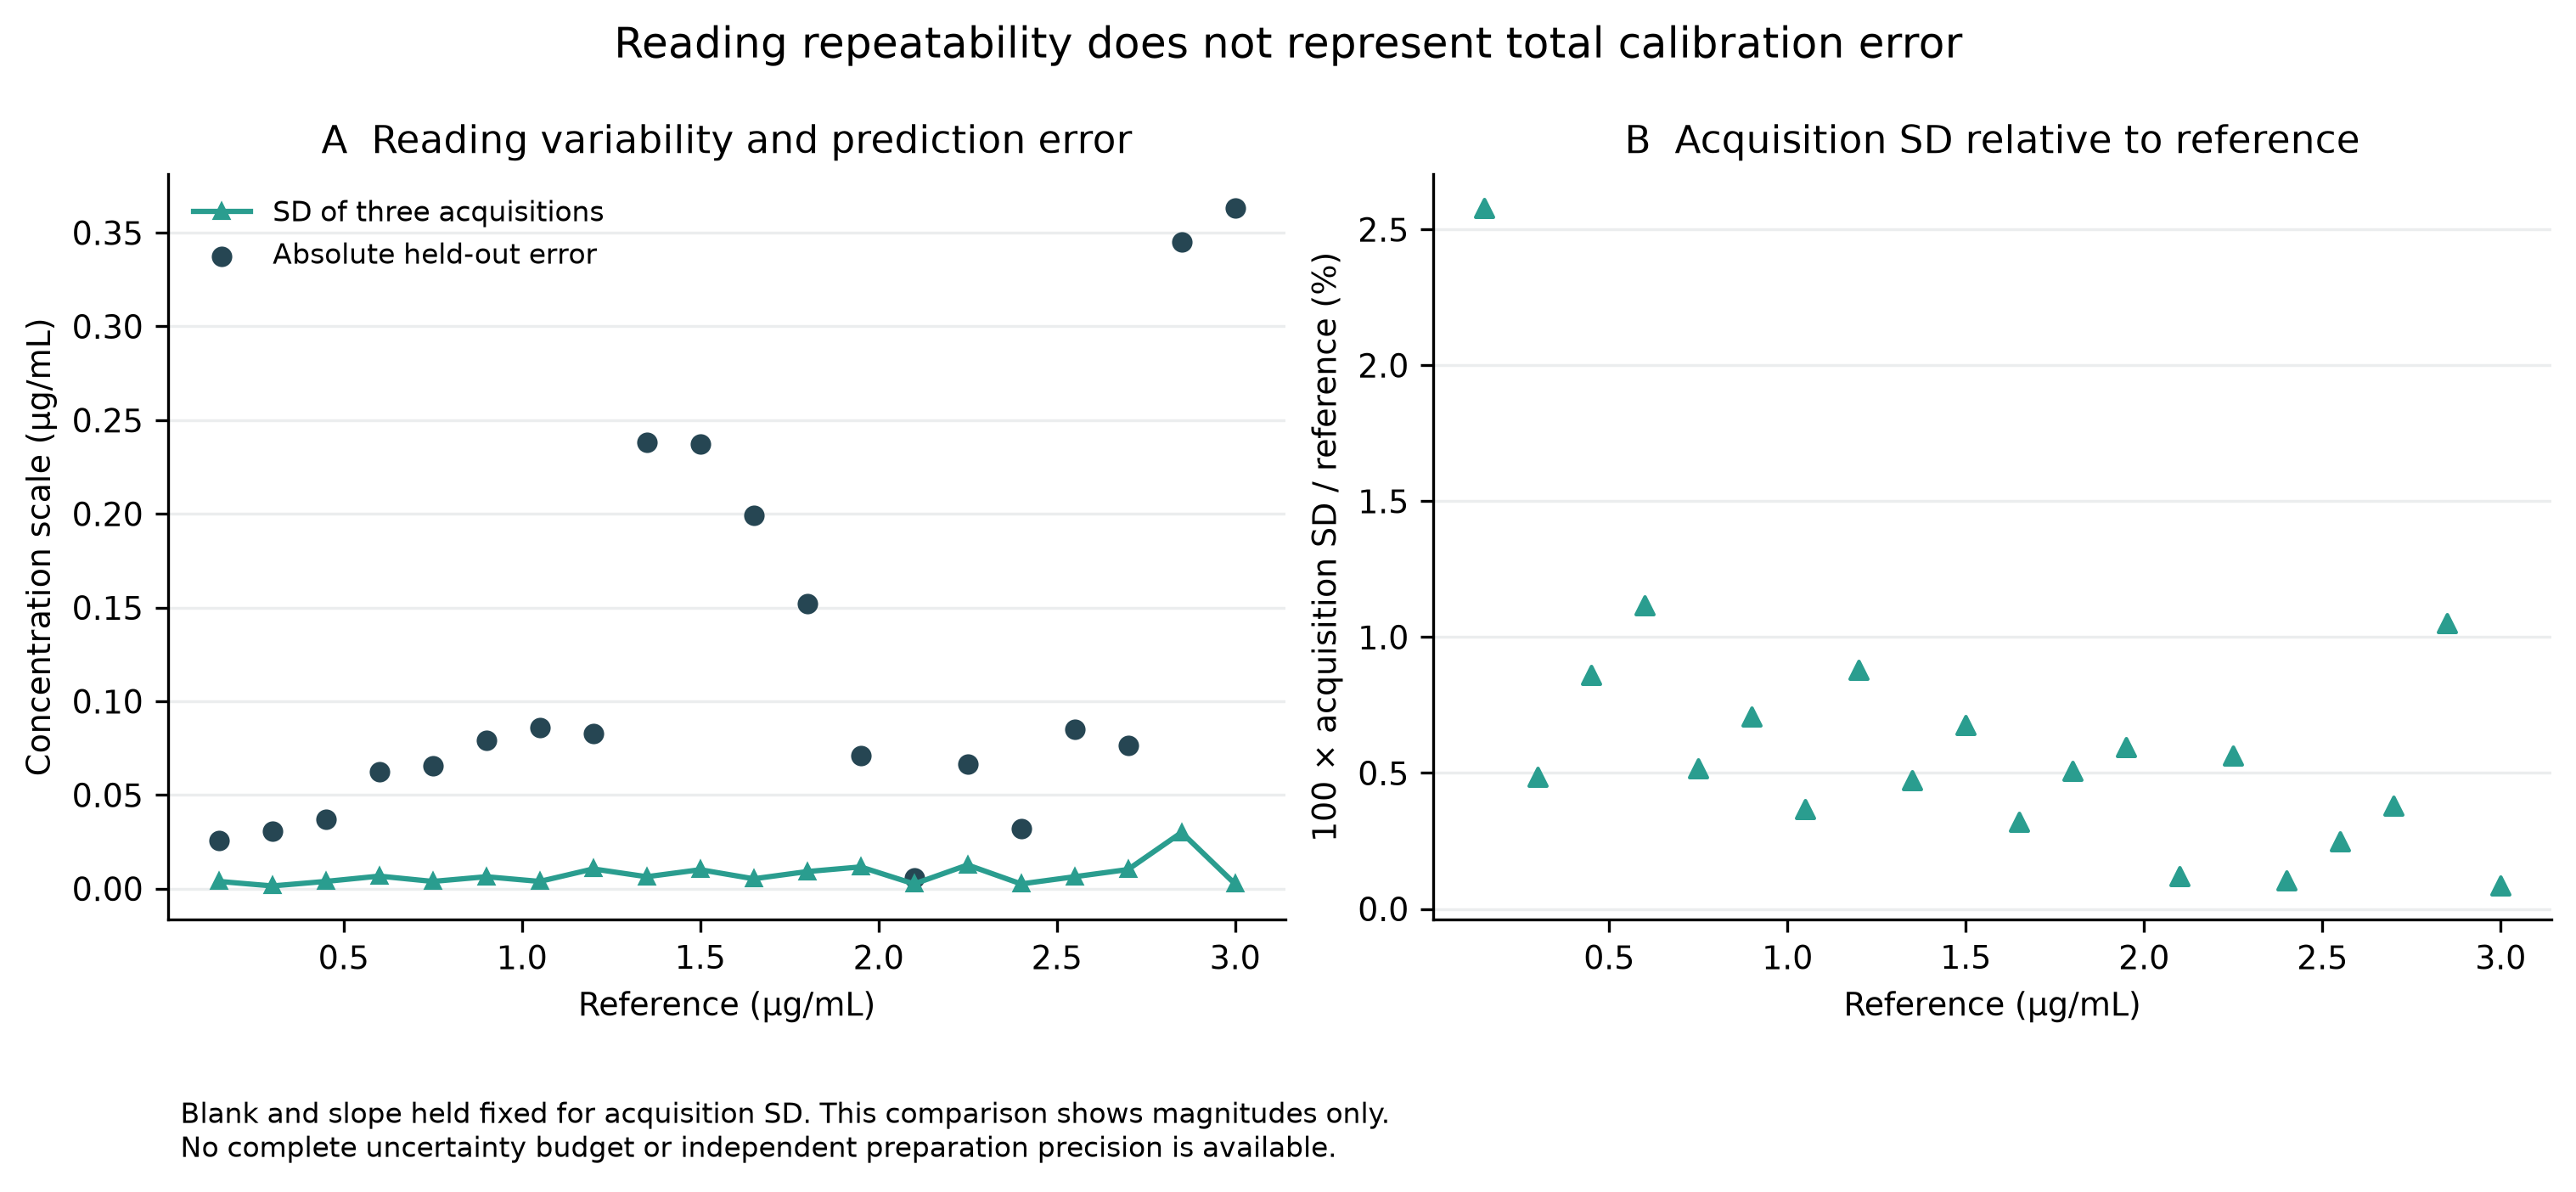 Reading repeatability does not represent total calibration error
A  Reading variability and prediction error
SD of three acquisitions
Absolute held-out error
Concentration scale (µg/mL)
0.35
0.30
0.25
0.20
0.15
0.10
0.05
0.00
0.5
1.0
1.5
2.0
2.5
3.0
Reference (µg/mL)
B  Acquisition SD relative to reference
100 × acquisition SD / reference (%)
2.5
2.0
1.5
1.0
0.5
0.0
0.5
1.0
1.5
2.0
2.5
3.0
Reference (µg/mL)
Blank and slope held fixed for acquisition SD. This comparison shows magnitudes only.
No complete uncertainty budget or independent preparation precision is available.